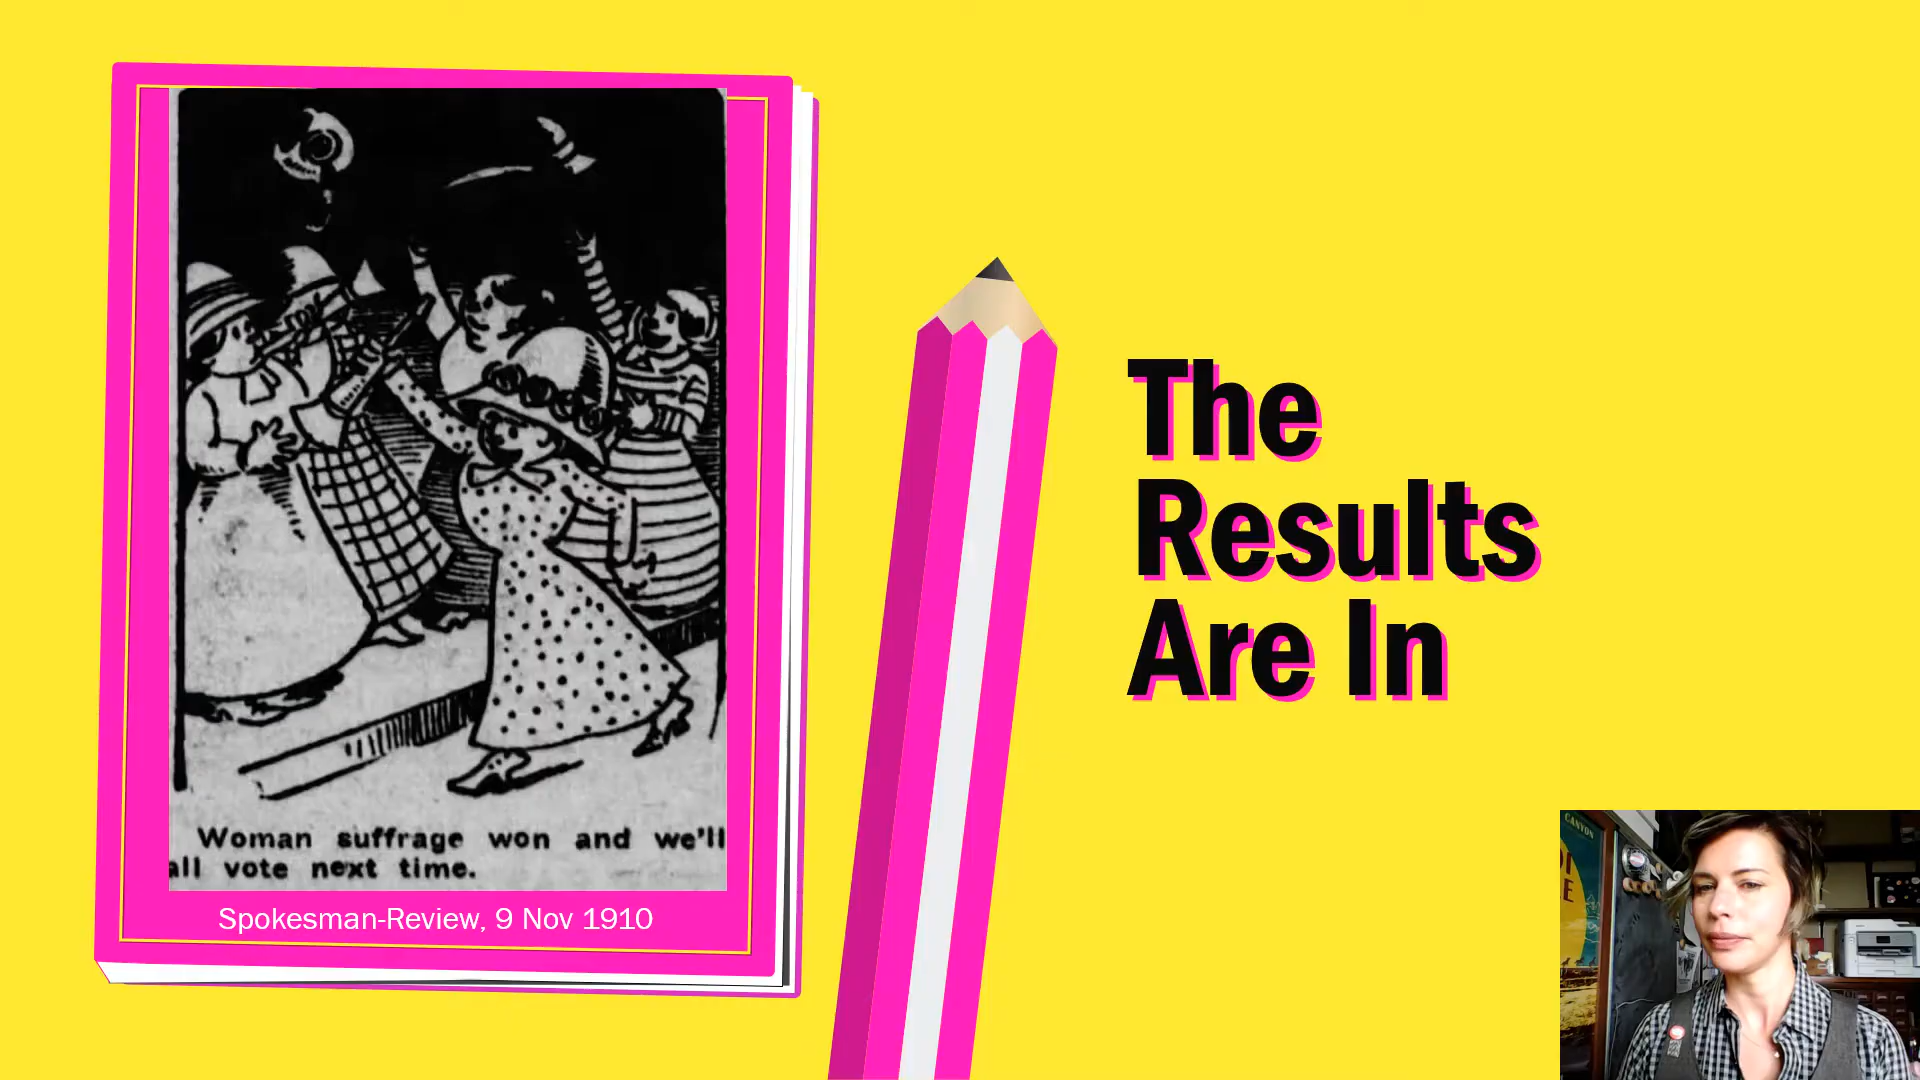 Woman suffrage won and we'll
all vote next time.
Spokesman-Review, 9 Nov 1910
The
Results
Are In
CANYON